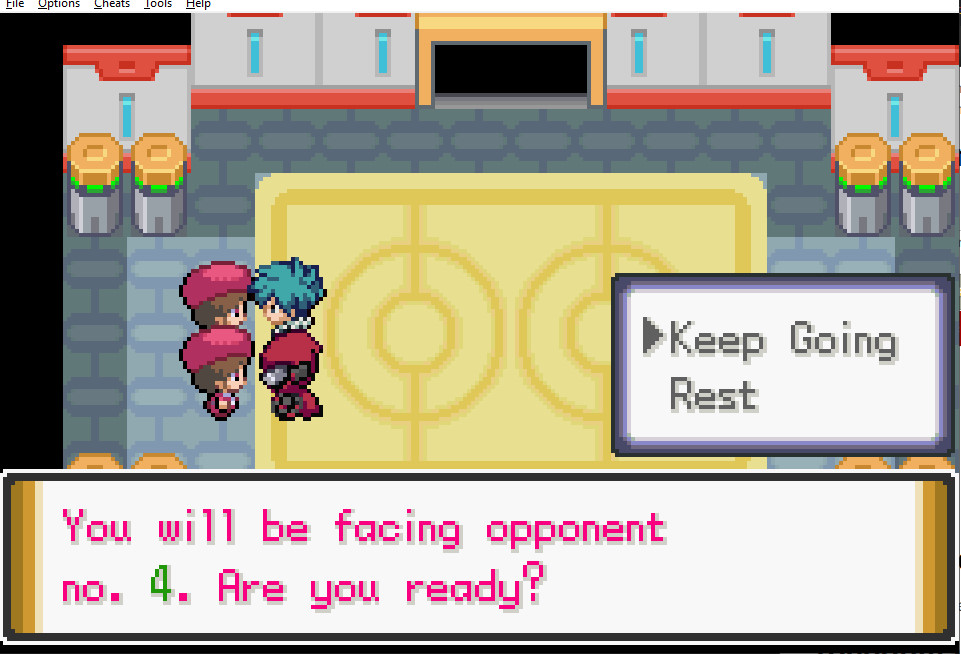 File Options Cheats Tools Help
Keep Going
Rest
You will be facing opponent
no. 4. Are you ready?